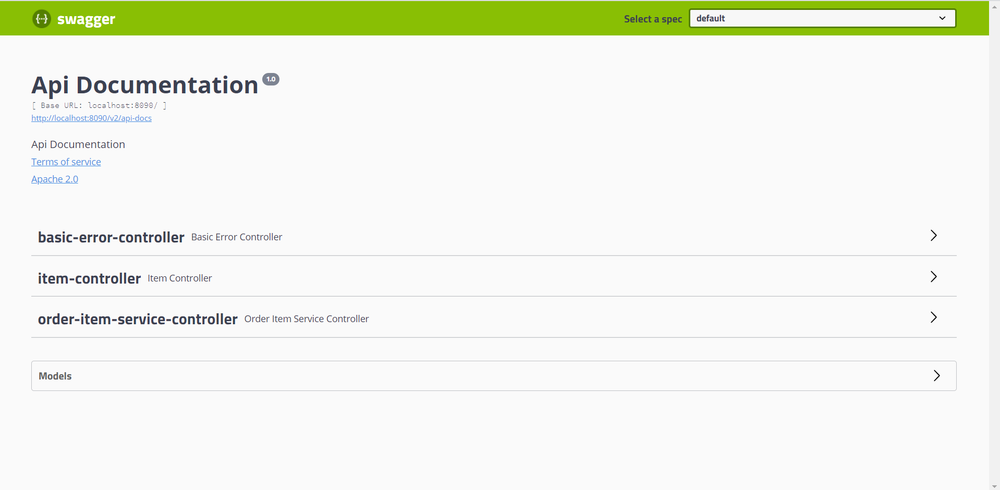 {···} swagger Select a spec default
Api Documentation 1.0
[ Base URL: localhost:8090/ ]
http://localhost:8090/v2/api-docs
Api Documentation
Terms of service
Apache 2.0
basic-error-controller Basic Error Controller
item-controller Item Controller
order-item-service-controller Order Item Service Controller
Models